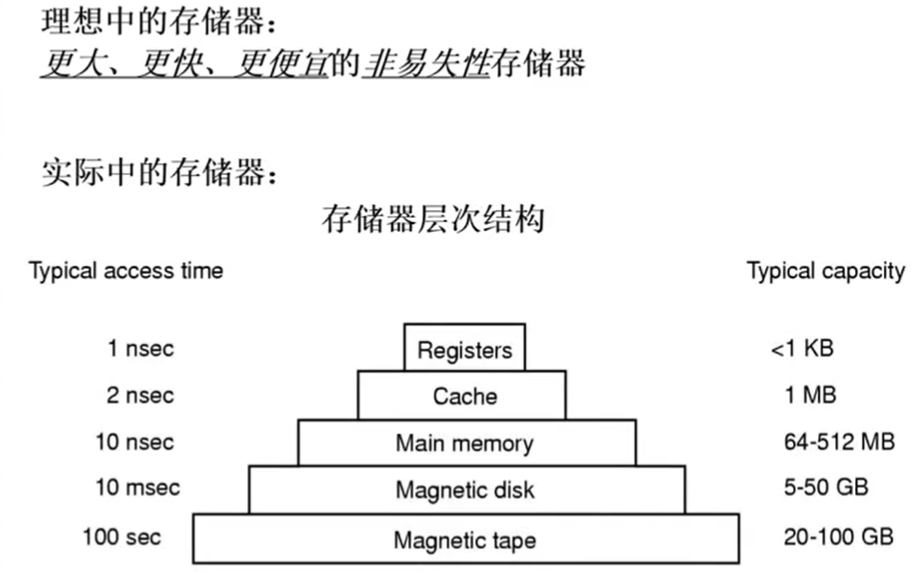 理想中的存储器：
更大、更快、更便宜的非易失性存储器
实际中的存储器：
存储器层次结构
Typical access time
Typical capacity
1 nsec
Registers
<1 KB
2 nsec
Cache
1 MB
10 nsec
Main memory
64-512 MB
10 msec
Magnetic disk
5-50 GB
100 sec
Magnetic tape
20-100 GB